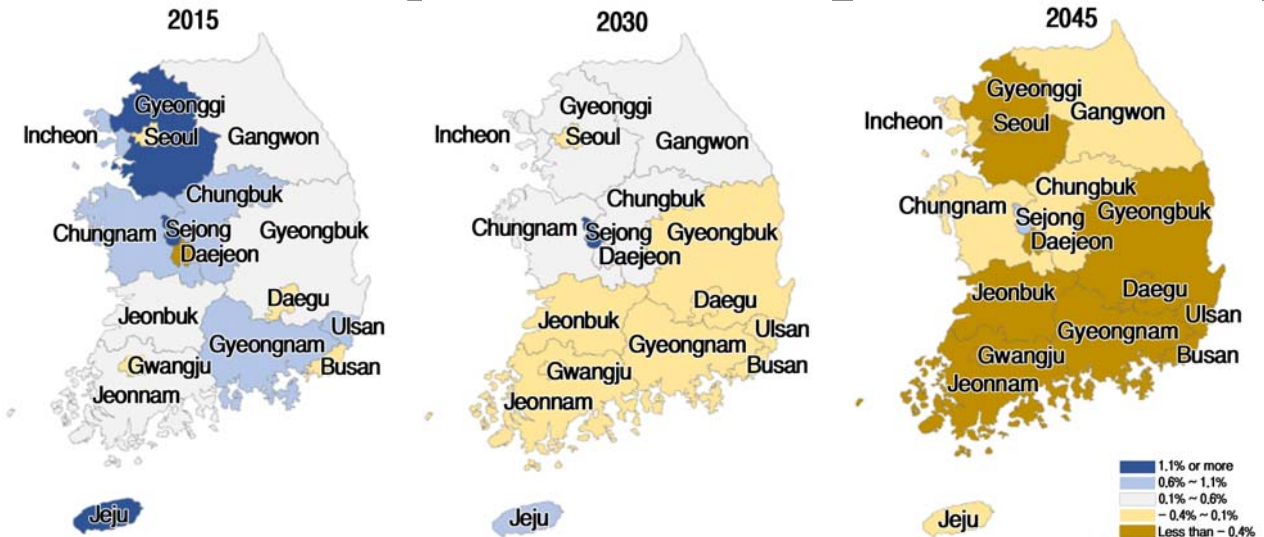 2015
Gyeonggi
Incheon
Seoul
Gangwon
Chungbuk
Chungnam
Sejong
Gyeongbuk
Daejeon
Daegu
Jeonbuk
Ulsan
Gyeongnam
Gwangju
Busan
Jeonnam
Jeju
2030
Gyeonggi
Incheon
Seoul
Gangwon
Chungbuk
Chungnam
Sejong
Gyeongbuk
Daejeon
Daegu
Jeonbuk
Ulsan
Gyeongnam
Gwangju
Busan
Jeonnam
Jeju
2045
Gyeonggi
Gangwon
Incheon
Seoul
Chungbuk
Chungnam
Sejong
Gyeongbuk
Daejeon
Jeonbuk
Daegu
Ulsan
Gyeongnam
Gwangju
Busan
Jeonnam
Jeju
1.1% or more
0.6% ~ 1.1%
0.1% ~ 0.6%
− 0.4% ~ 0.1%
Less than − 0.4%